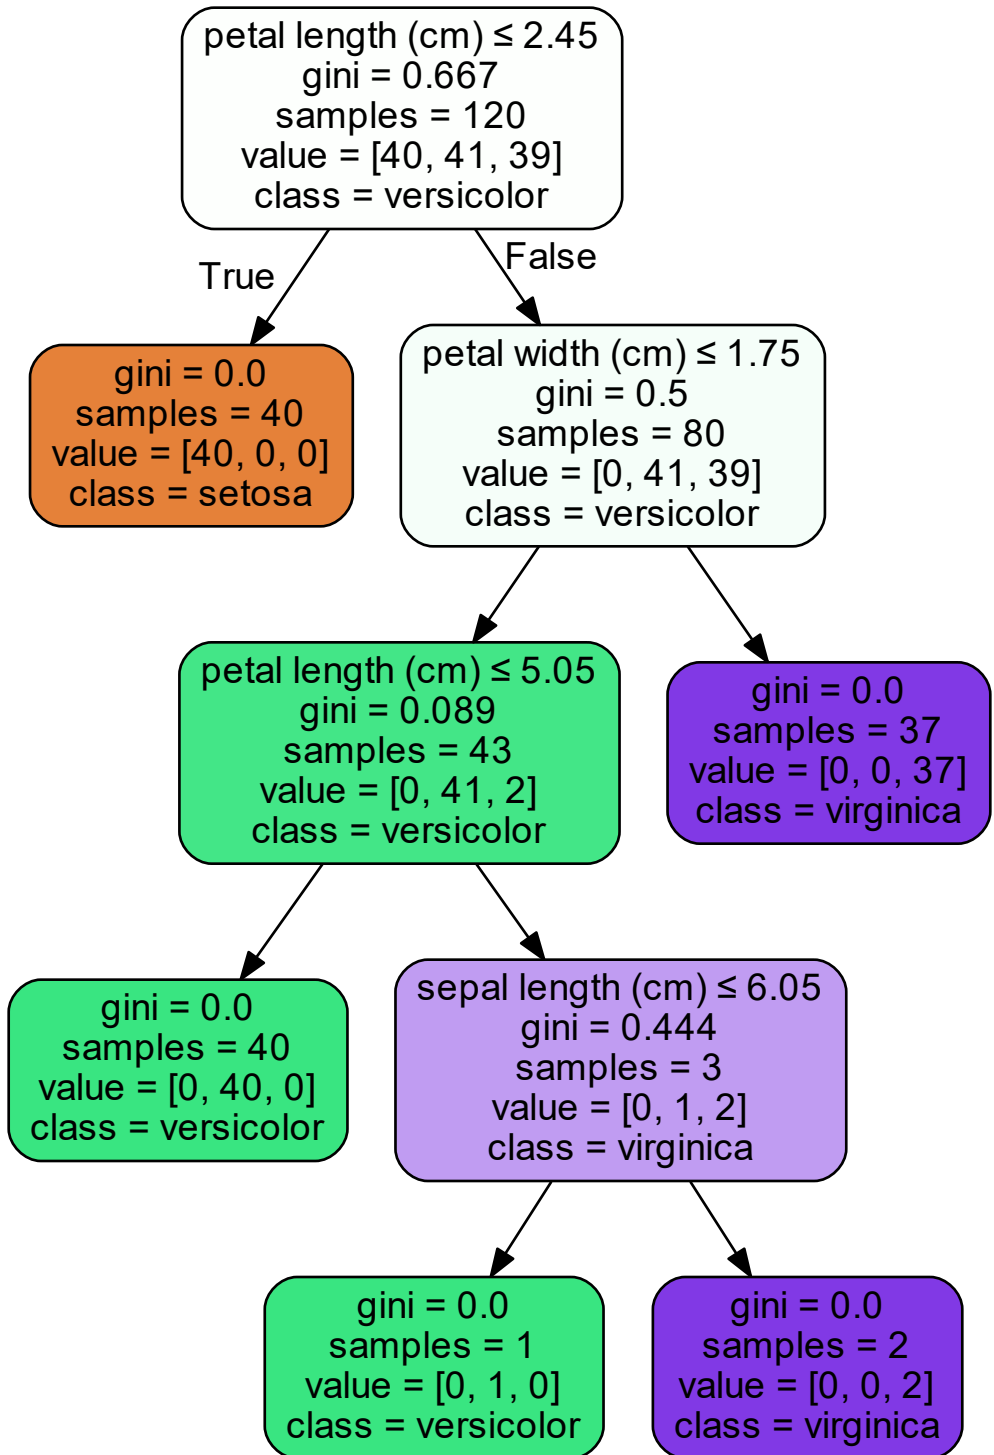 petal length (cm) ≤ 2.45
gini = 0.667
samples = 120
value = [40, 41, 39]
class = versicolor
True
False
gini = 0.0
samples = 40
value = [40, 0, 0]
class = setosa
petal width (cm) ≤ 1.75
gini = 0.5
samples = 80
value = [0, 41, 39]
class = versicolor
petal length (cm) ≤ 5.05
gini = 0.089
samples = 43
value = [0, 41, 2]
class = versicolor
gini = 0.0
samples = 37
value = [0, 0, 37]
class = virginica
gini = 0.0
samples = 40
value = [0, 40, 0]
class = versicolor
sepal length (cm) ≤ 6.05
gini = 0.444
samples = 3
value = [0, 1, 2]
class = virginica
gini = 0.0
samples = 1
value = [0, 1, 0]
class = versicolor
gini = 0.0
samples = 2
value = [0, 0, 2]
class = virginica